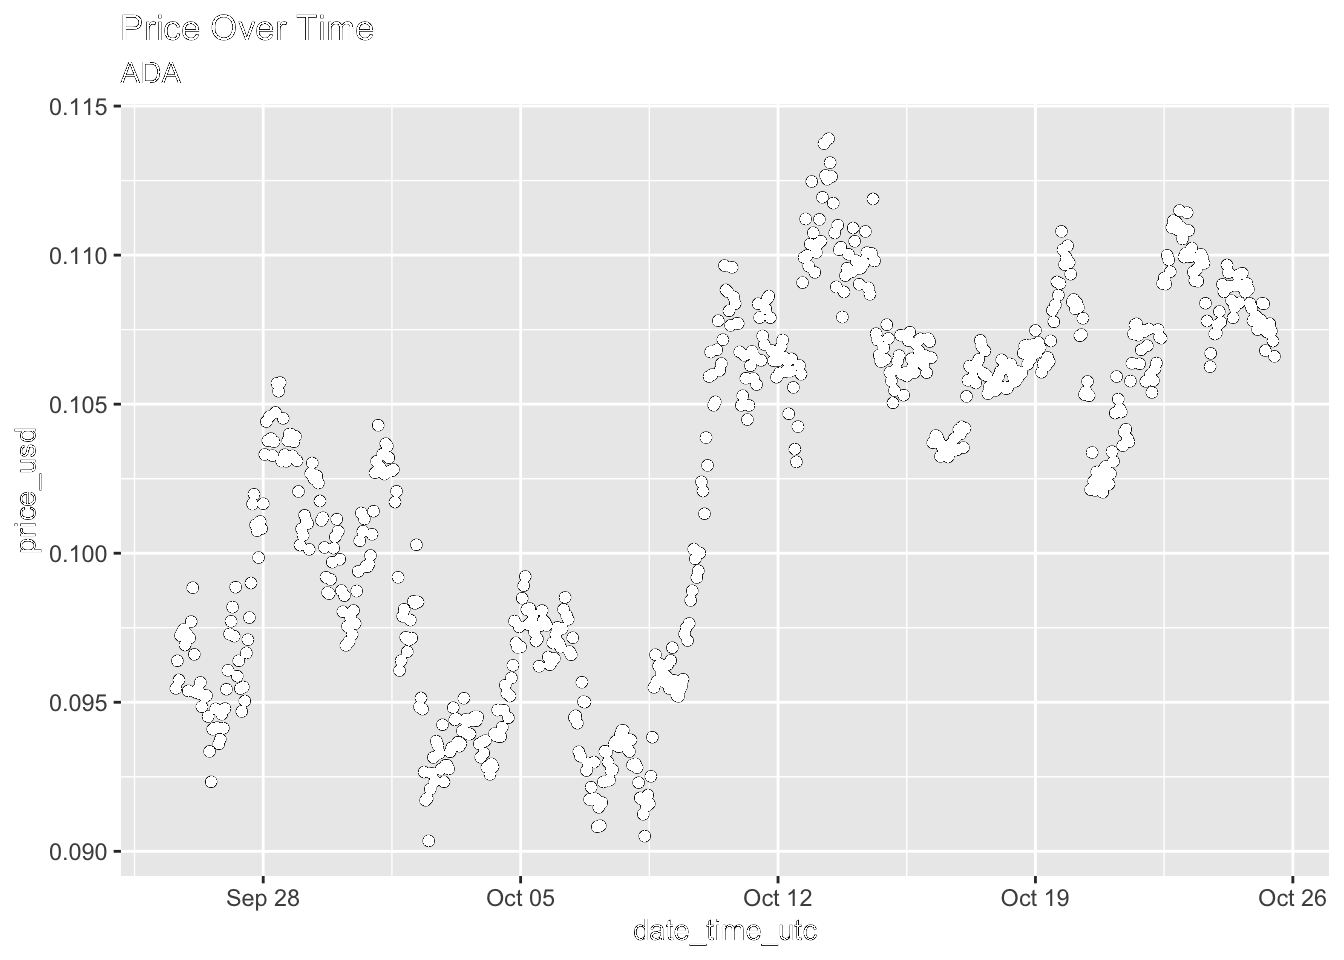 Price Over Time
ADA
0.115
0.110
0.105
0.100
0.095
0.090
price_usd
Sep 28 Oct 05 Oct 12 Oct 19 Oct 26
date_time_utc